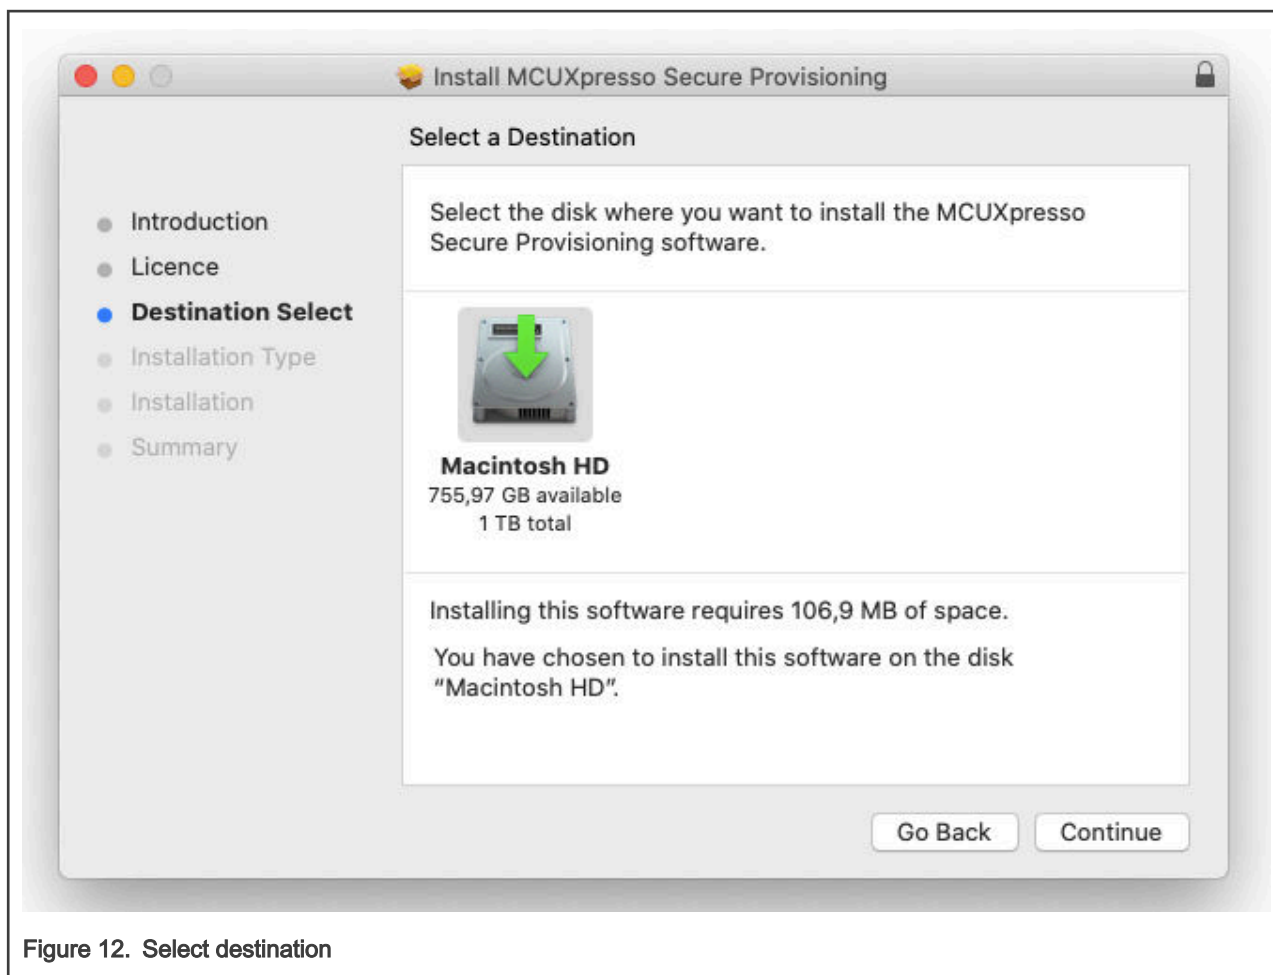 Install MCUXpresso Secure Provisioning
Select a Destination
Introduction
Licence
Destination Select
Installation Type
Installation
Summary
Select the disk where you want to install the MCUXpresso
Secure Provisioning software.
Macintosh HD
755,97 GB available
1 TB total
Installing this software requires 106,9 MB of space.
You have chosen to install this software on the disk
“Macintosh HD”.
Go Back
Continue
Figure 12. Select destination